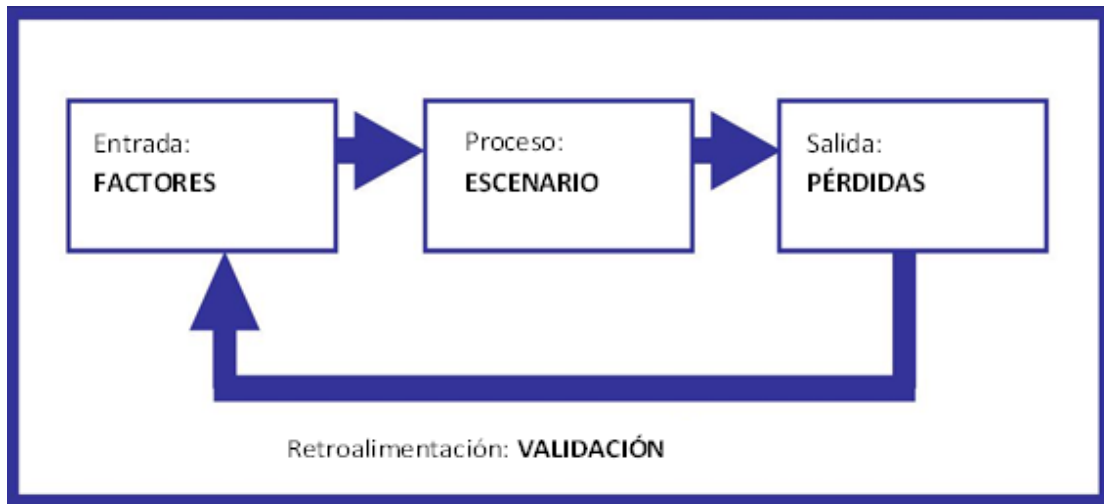 Entrada:
FACTORES
Proceso:
ESCENARIO
Salida:
PÉRDIDAS
Retroalimentación: VALIDACIÓN